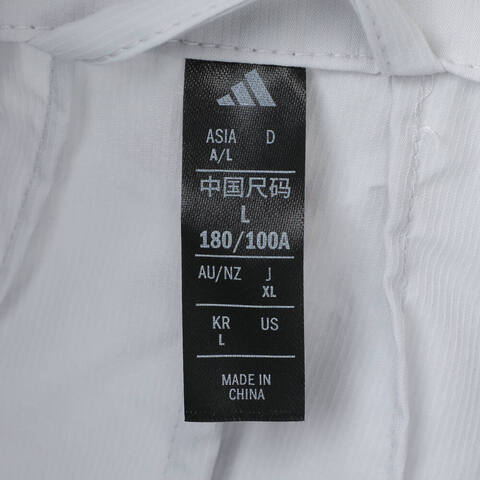 ASIA D
A/L
中国尺码
L
180/100A
AU/NZ J
XL
KR US
L
MADE IN
CHINA